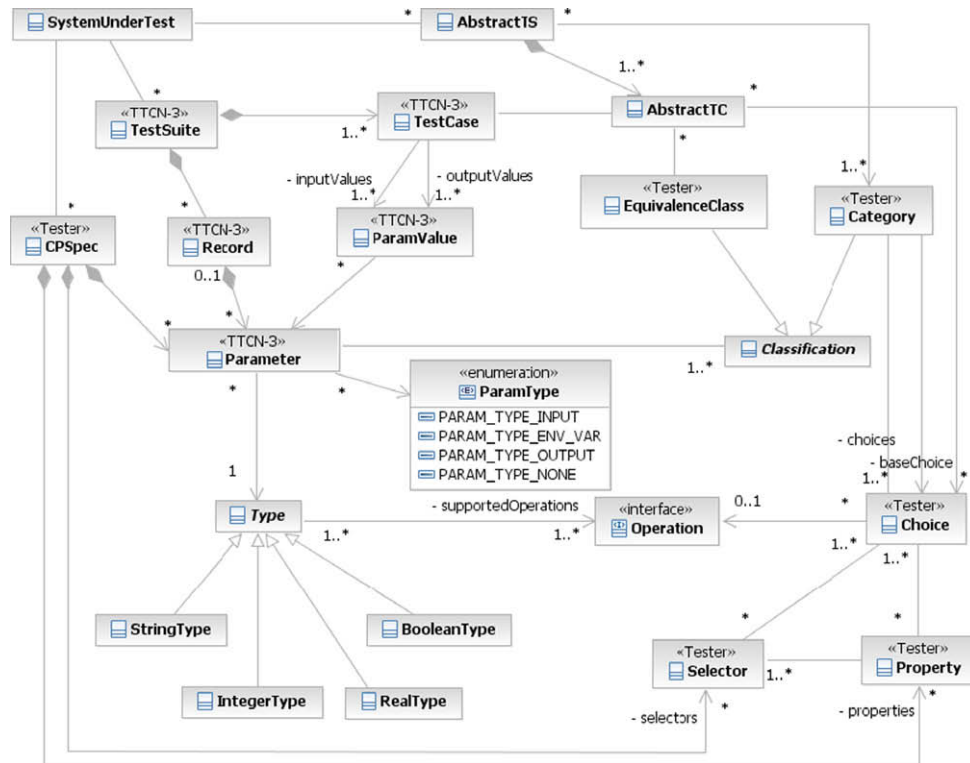 SystemUnderTest
*
AbstractTS
*
1..*
*
«TTCN-3»
TestSuite
1..*
«TTCN-3»
TestCase
AbstractTC
*
*
- inputValues
- outputValues
1..*
1..*
«Tester»
EquivalenceClass
1..*
«Tester»
Category
*
«Tester»
CPSpec
*
«TTCN-3»
Record
0..1
«TTCN-3»
ParamValue
*
*
*
«TTCN-3»
Parameter
1..*
Classification
*
*
«enumeration»
ParamType
PARAM_TYPE_INPUT
PARAM_TYPE_ENV_VAR
PARAM_TYPE_OUTPUT
PARAM_TYPE_NONE
- choices
- baseChoice
1
1..*
*
Type
1..*
- supportedOperations
1..*
«interface»
Operation
0..1
*
«Tester»
Choice
1..*
1..*
StringType
BooleanType
*
*
IntegerType
RealType
«Tester»
Selector
1..*
«Tester»
Property
- selectors
*
- properties
*